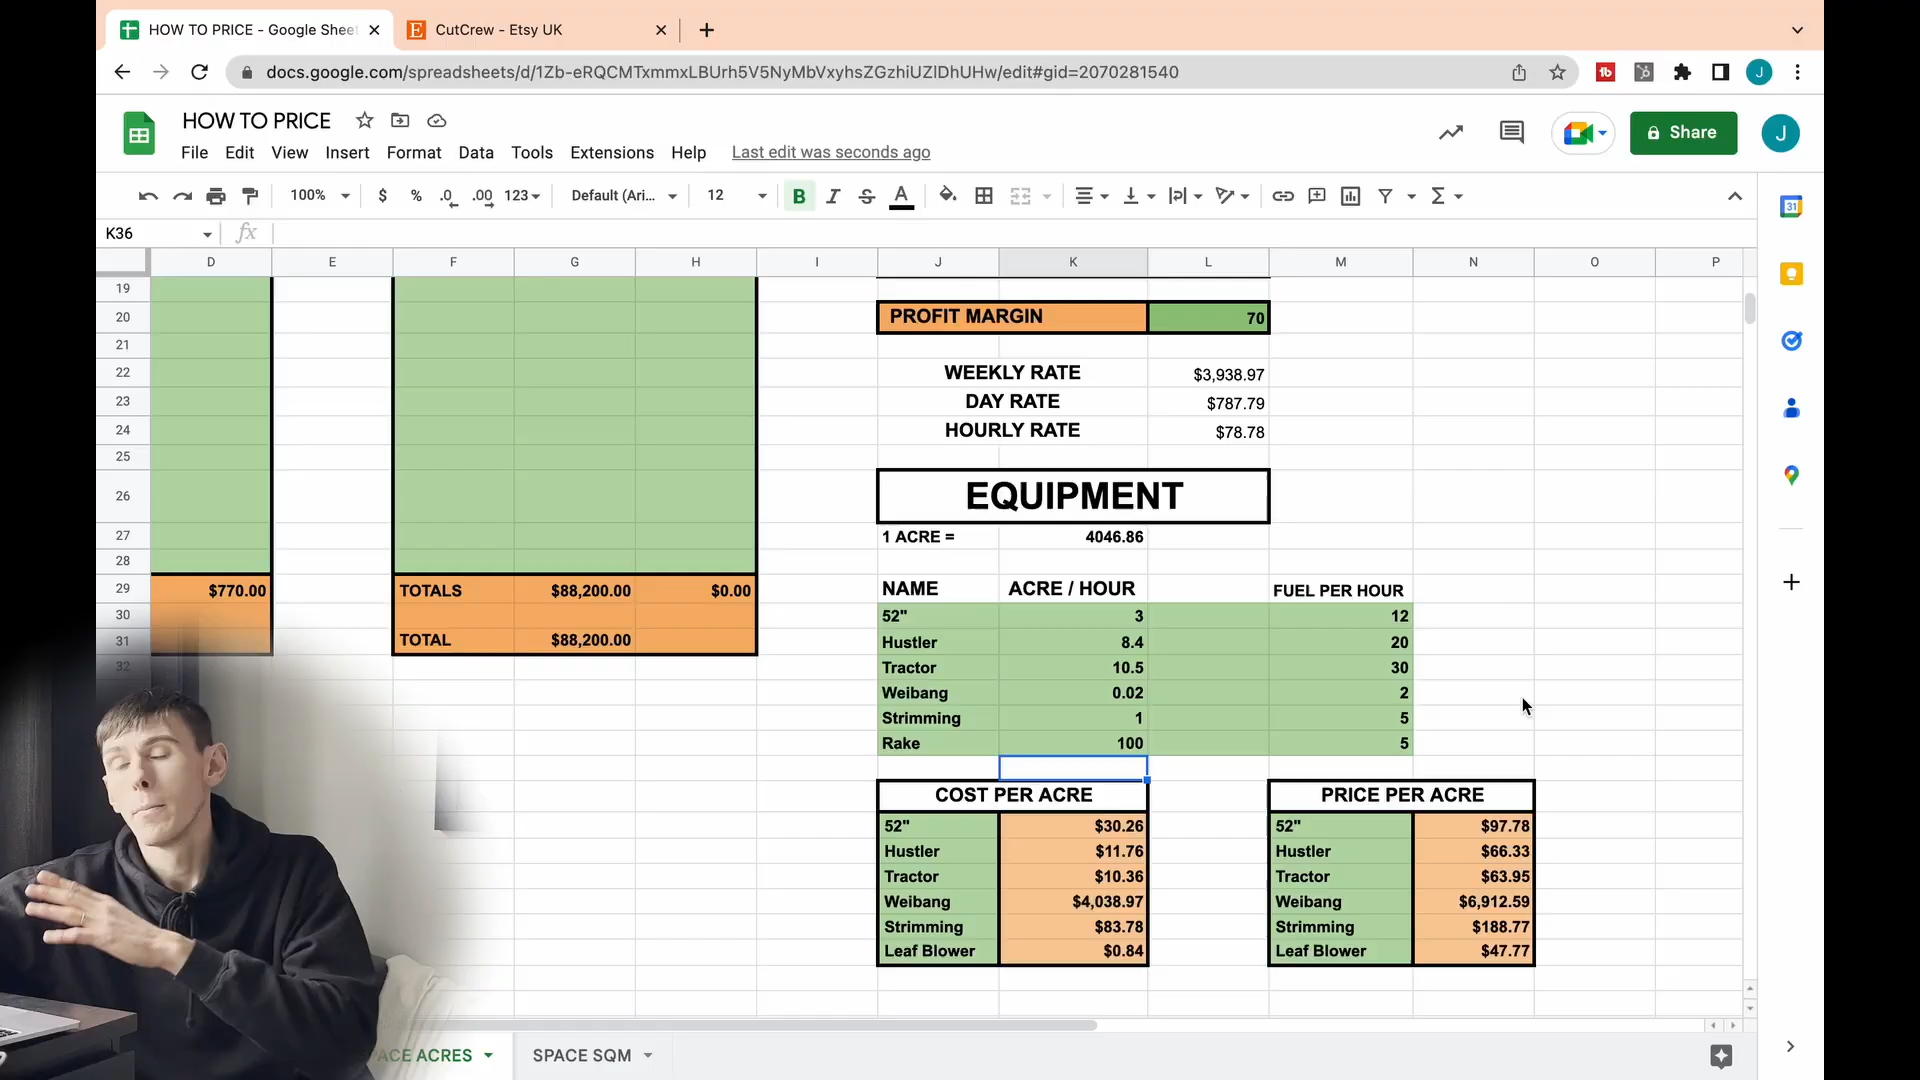 HOW TO PRICE - Google Sheet
CutCrew - Etsy UK
docs.google.com/spreadsheets/d/1Zb-eRQCMTxmmxLBUrh5V5NyMbVxyhsZGzhiUZlDhUHw/edit#gid=2070281540
HOW TO PRICE
File Edit View Insert Format Data Tools Extensions Help Last edit was seconds ago
Share
J
100% $ % .0 .00 123 Default (Ari... 12 B I S A
K36 fx
D E F G H I J K L M N O P
19
20 PROFIT MARGIN 70
21
22 WEEKLY RATE $3,938.97
23 DAY RATE $787.79
24 HOURLY RATE $78.78
25
26 EQUIPMENT
27 1 ACRE = 4046.86
28
29 $770.00 TOTALS $88,200.00 $0.00 NAME ACRE / HOUR FUEL PER HOUR
30 52" 3 12
31 TOTAL $88,200.00 Hustler 8.4 20
32 Tractor 10.5 30
Weibang 0.02 2
Strimming 1 5
Rake 100 5
COST PER ACRE PRICE PER ACRE
52" $30.26 52" $97.78
Hustler $11.76 Hustler $66.33
Tractor $10.36 Tractor $63.95
Weibang $4,038.97 Weibang $6,912.59
Strimming $83.78 Strimming $188.77
Leaf Blower $0.84 Leaf Blower $47.77
ACE ACRES SPACE SQM